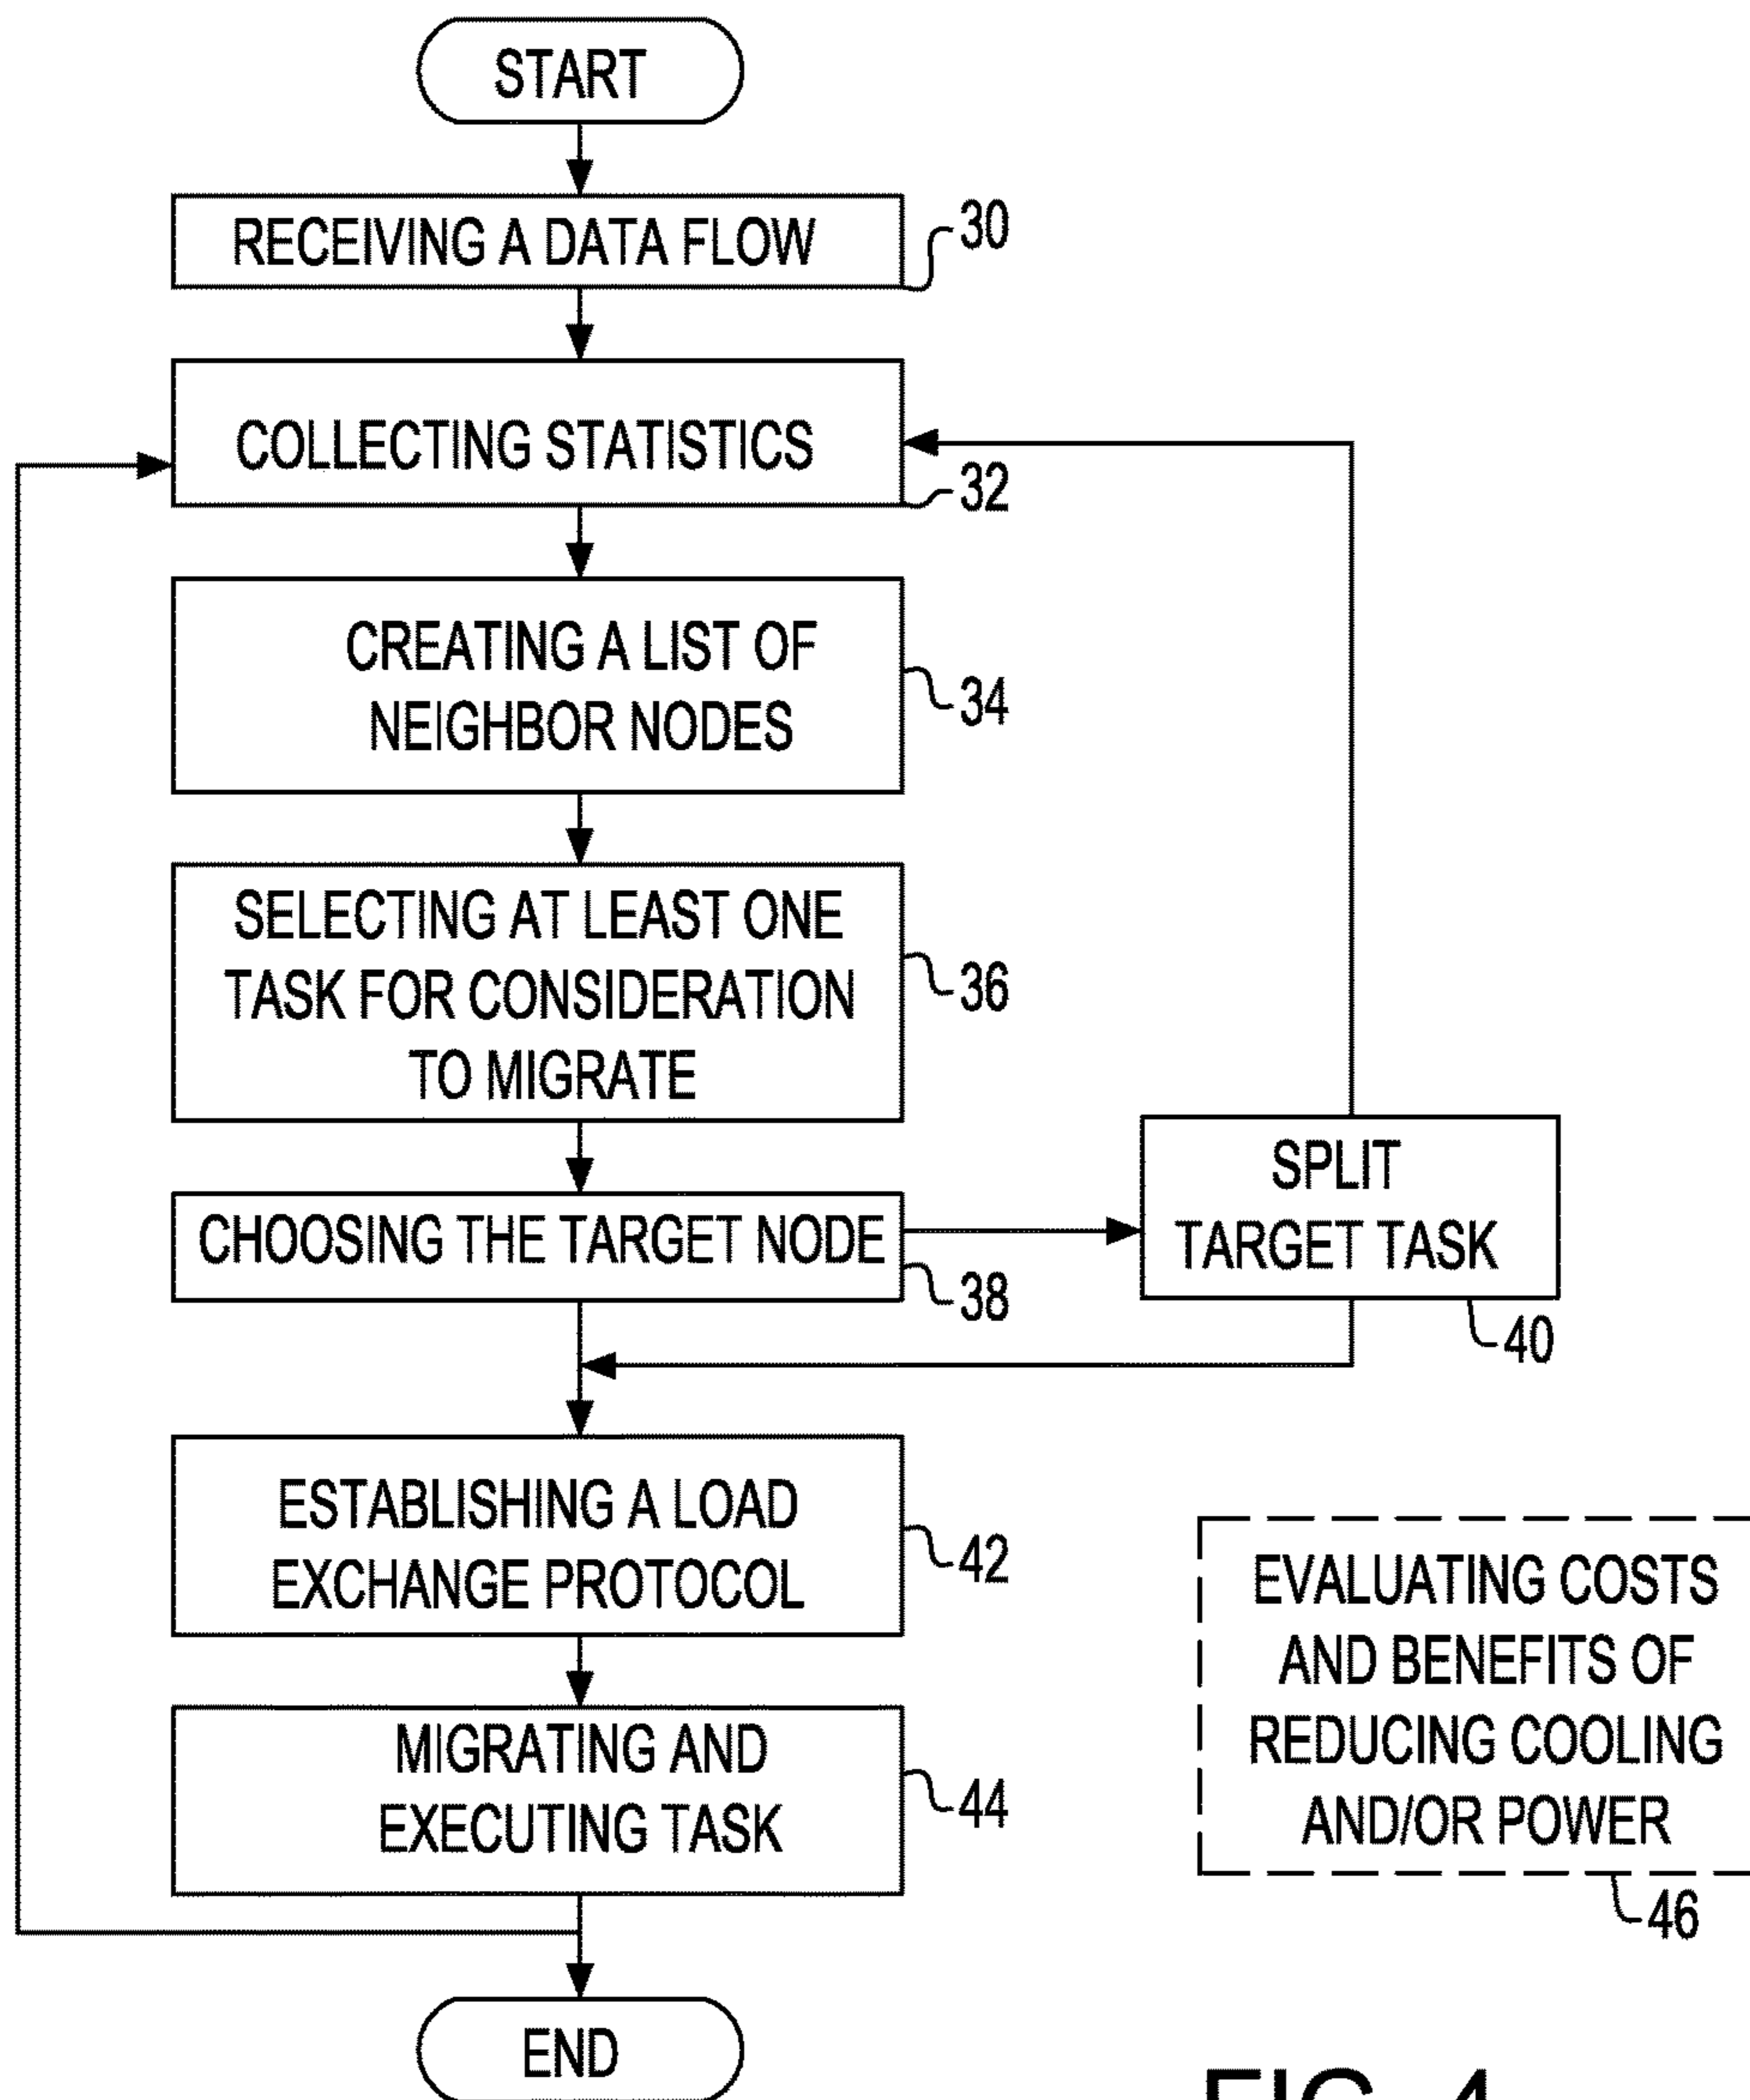 START
RECEIVING A DATA FLOW
30
COLLECTING STATISTICS
32
CREATING A LIST OF
NEIGHBOR NODES
34
SELECTING AT LEAST ONE
TASK FOR CONSIDERATION
TO MIGRATE
36
CHOOSING THE TARGET NODE
38
SPLIT
TARGET TASK
40
ESTABLISHING A LOAD
EXCHANGE PROTOCOL
42
MIGRATING AND
EXECUTING TASK
44
EVALUATING COSTS
AND BENEFITS OF
REDUCING COOLING
AND/OR POWER
46
END
FIG. 4